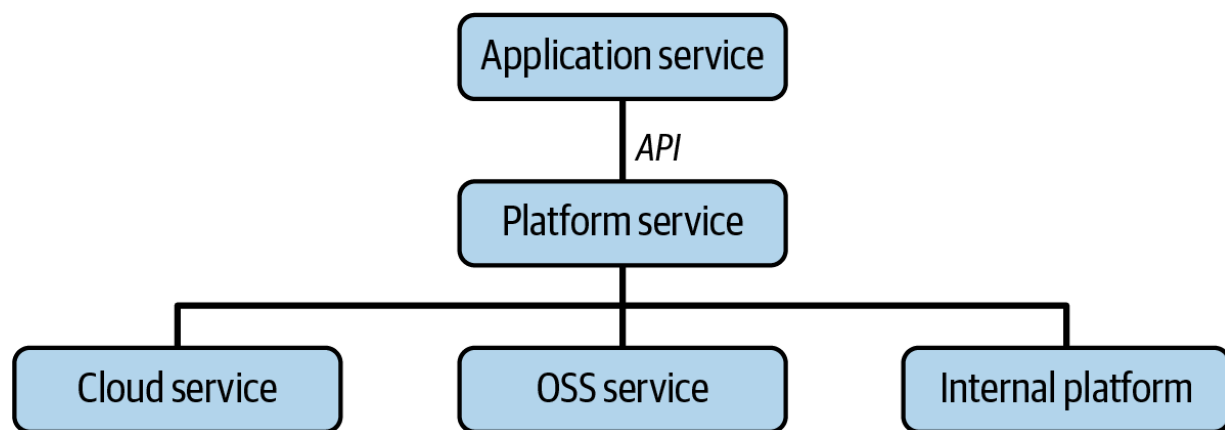 Application service
API
Platform service
Cloud service
OSS service
Internal platform